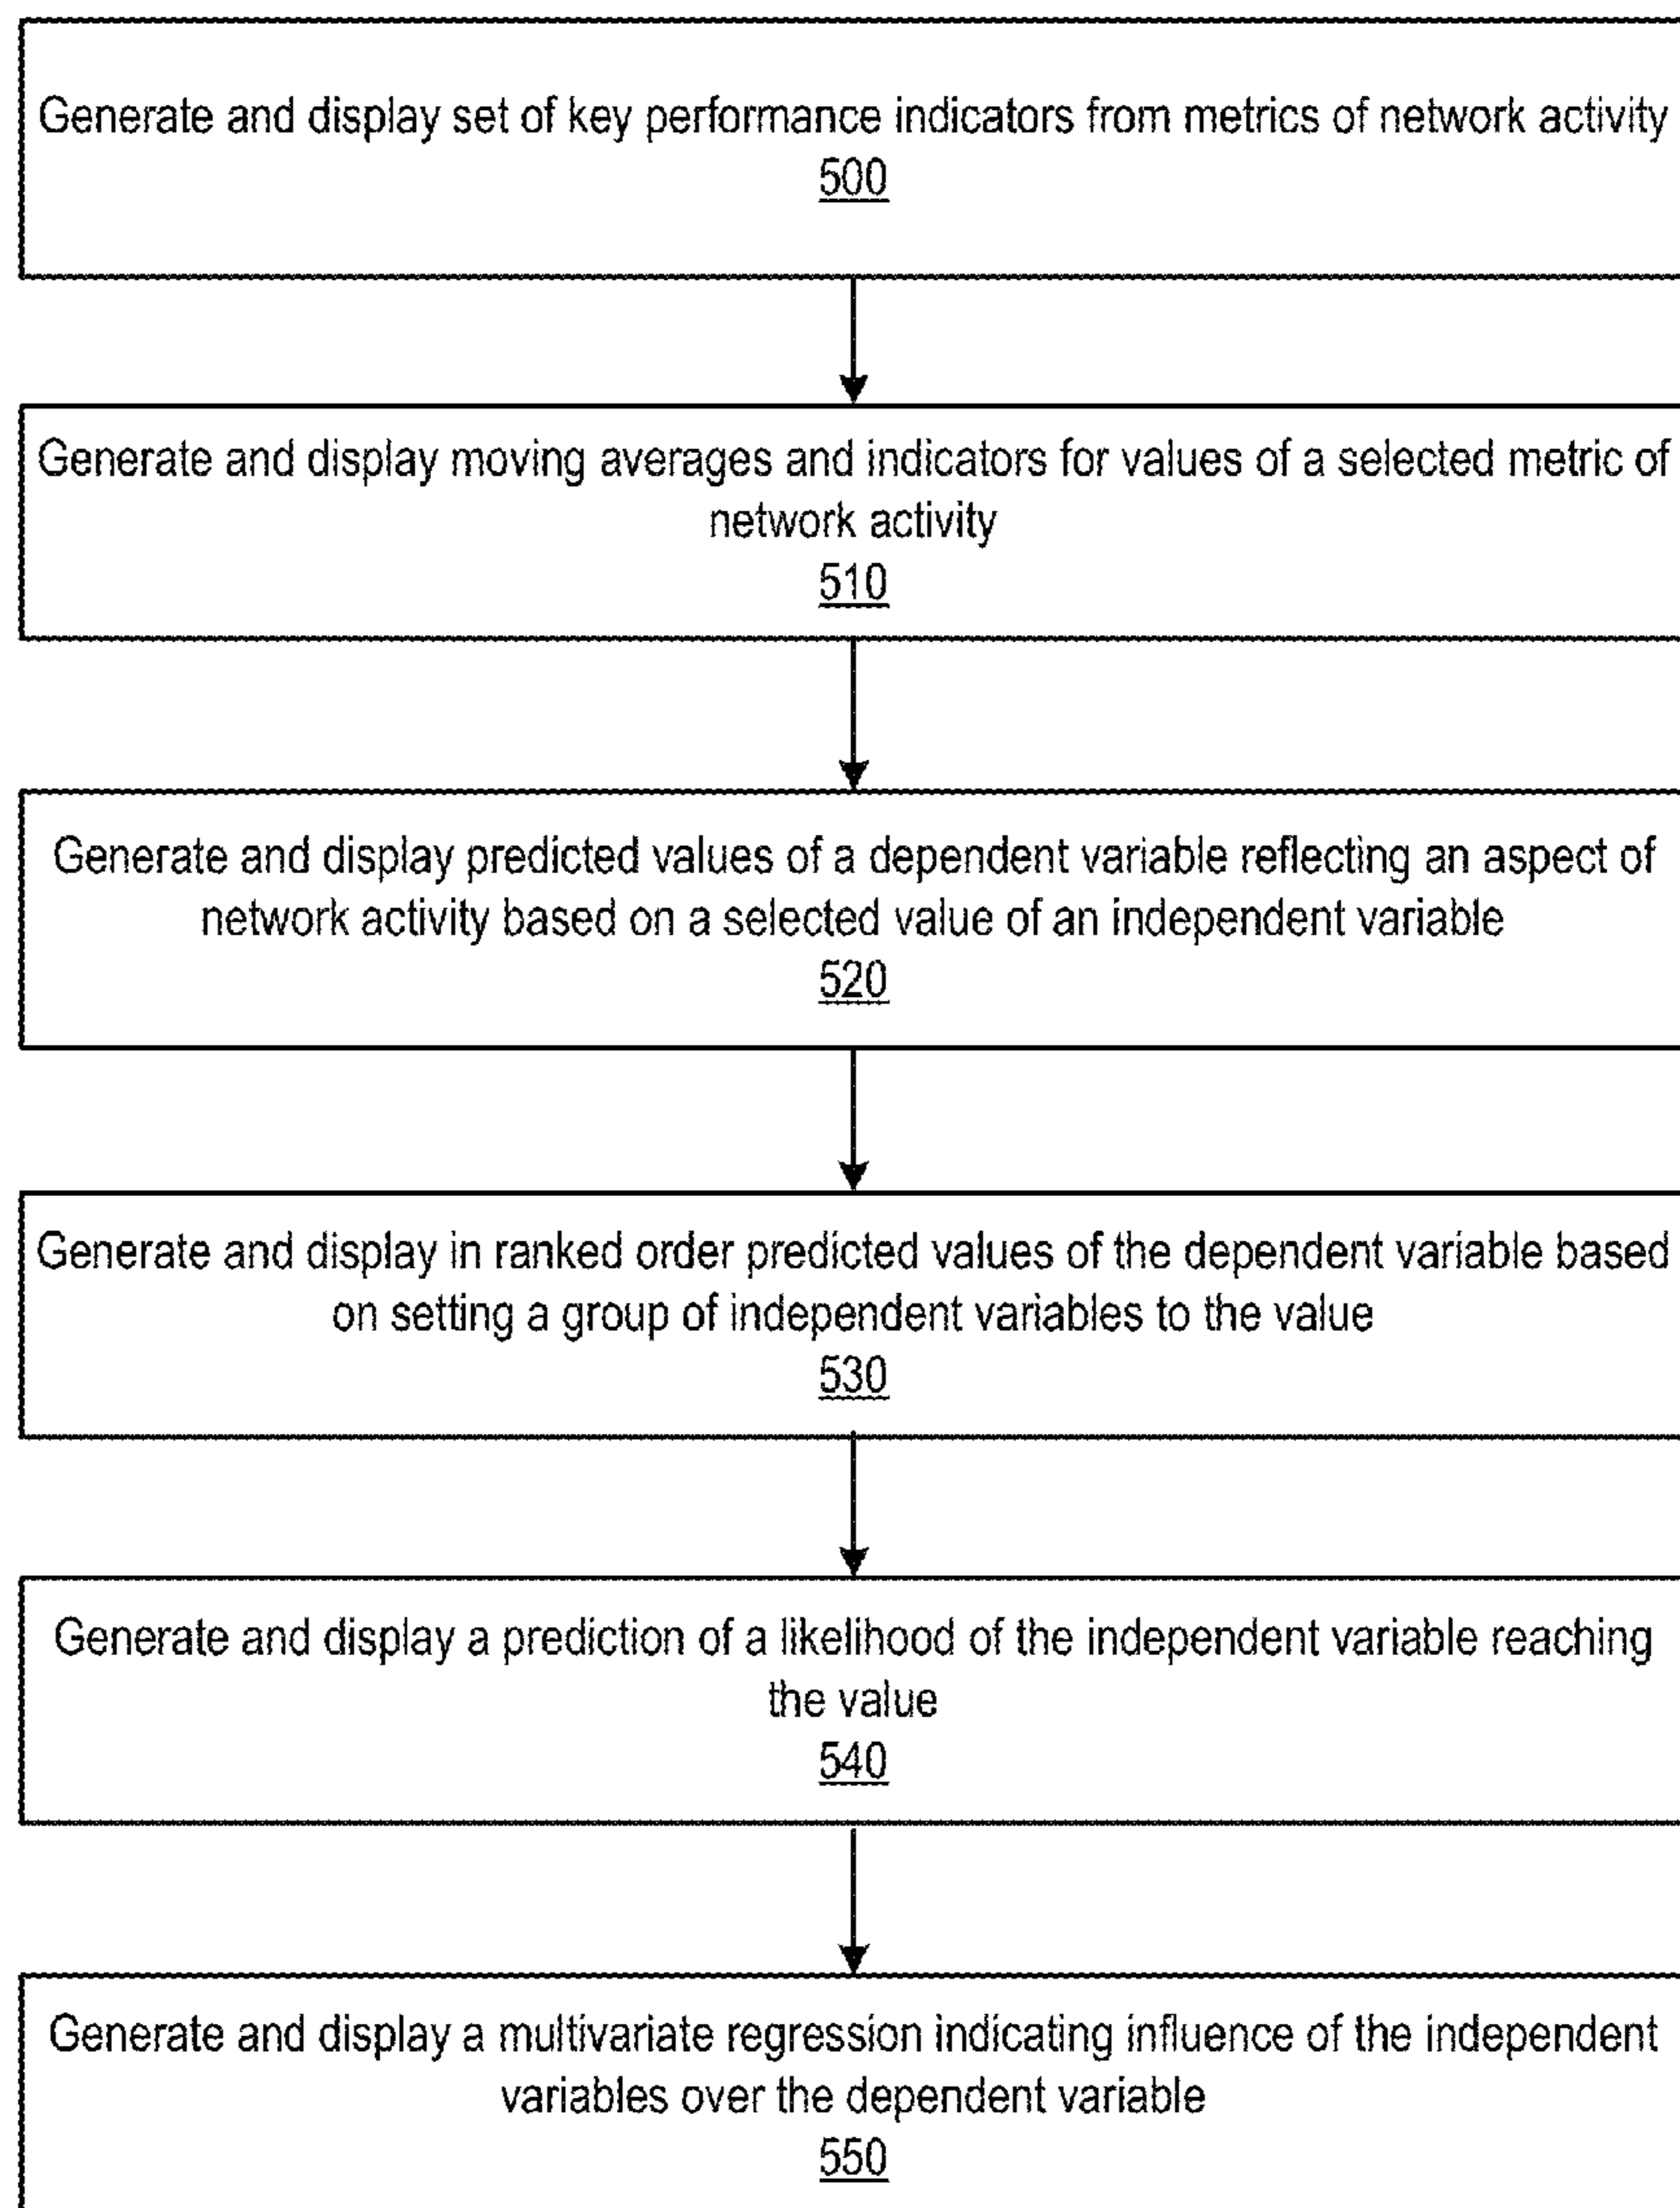 Generate and display set of key performance indicators from metrics of network activity
500
Generate and display moving averages and indicators for values of a selected metric of
network activity
510
Generate and display predicted values of a dependent variable reflecting an aspect of
network activity based on a selected value of an independent variable
520
Generate and display in ranked order predicted values of the dependent variable based
on setting a group of independent variables to the value
530
Generate and display a prediction of a likelihood of the independent variable reaching
the value
540
Generate and display a multivariate regression indicating influence of the independent
variables over the dependent variable
550